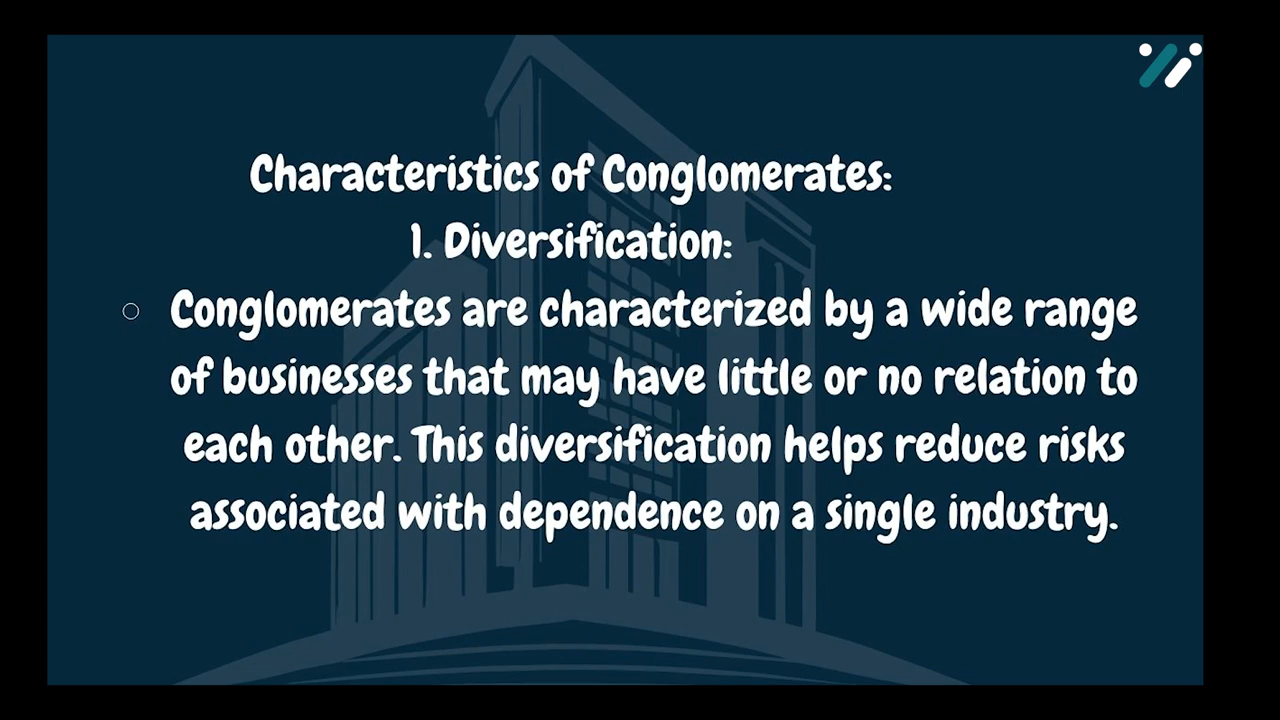 Characteristics of Conglomerates:
1. Diversification:
Conglomerates are characterized by a wide range
of businesses that may have little or no relation to
each other. This diversification helps reduce risks
associated with dependence on a single industry.